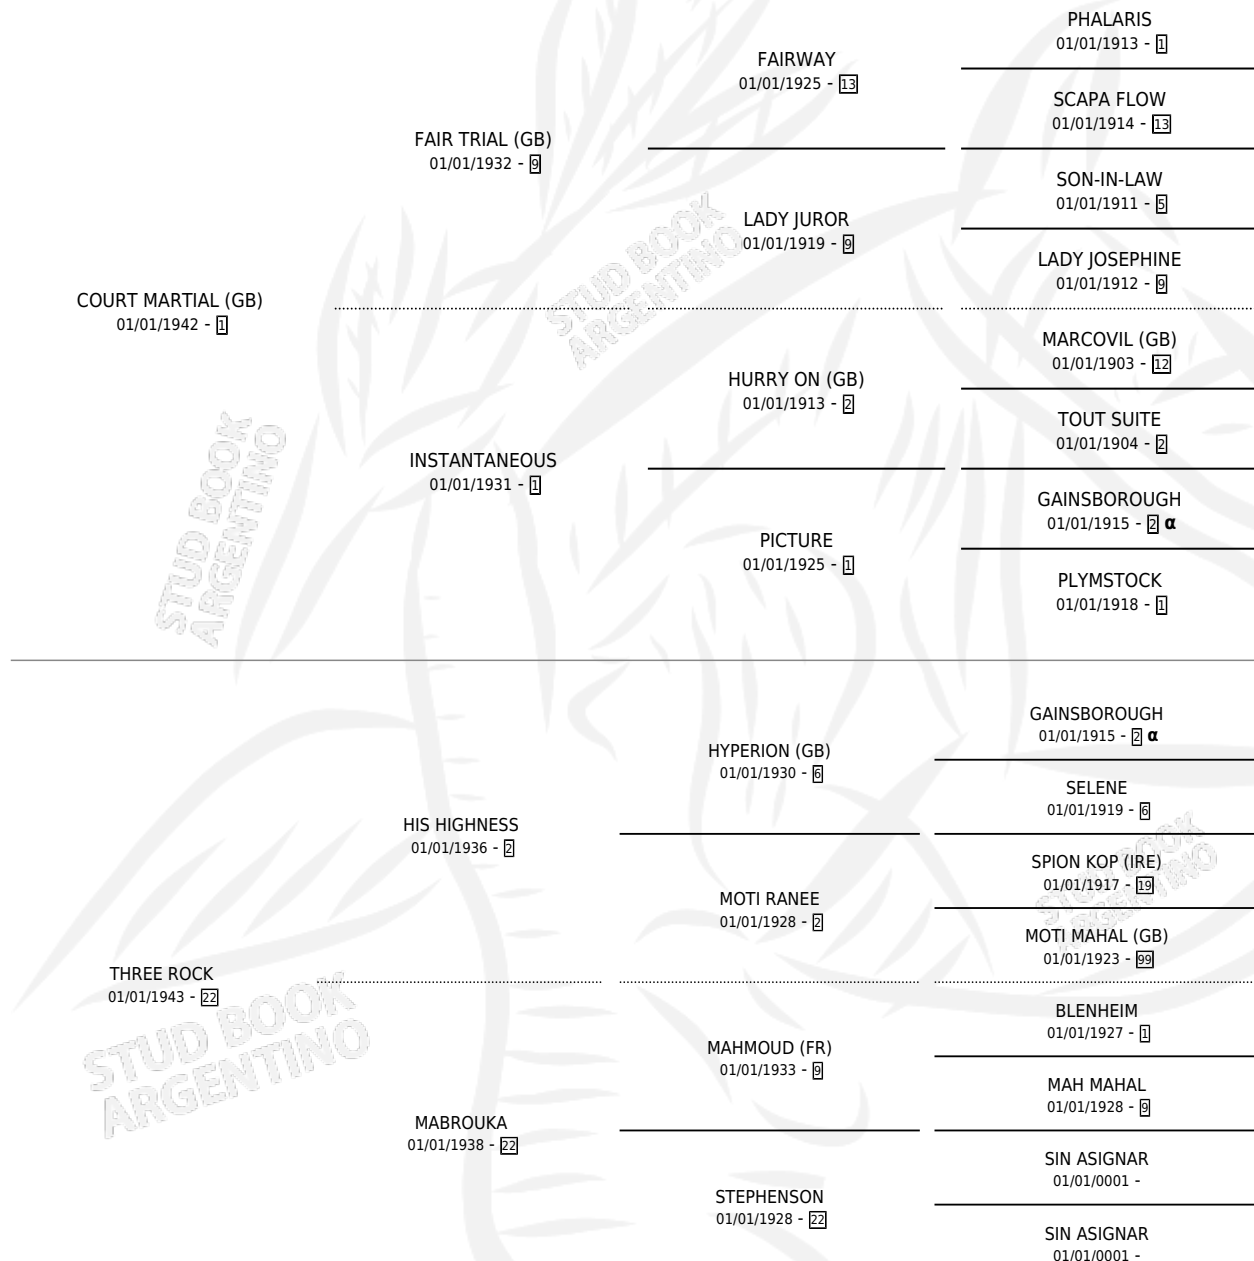 PHALARIS
01/01/1913 - 1
FAIRWAY
01/01/1925 - 13
SCAPA FLOW
01/01/1914 - 13
FAIR TRIAL (GB)
01/01/1932 - 9
SON-IN-LAW
01/01/1911 - 5
LADY JUROR
01/01/1919 - 9
LADY JOSEPHINE
01/01/1912 - 9
COURT MARTIAL (GB)
01/01/1942 - 1
MARCOVIL (GB)
01/01/1903 - 12
HURRY ON (GB)
01/01/1913 - 2
TOUT SUITE
01/01/1904 - 2
INSTANTANEOUS
01/01/1931 - 1
GAINSBOROUGH
01/01/1915 - 2 α
PICTURE
01/01/1925 - 1
PLYMSTOCK
01/01/1918 - 1
GAINSBOROUGH
01/01/1915 - 2 α
HYPERION (GB)
01/01/1930 - 6
SELENE
01/01/1919 - 6
HIS HIGHNESS
01/01/1936 - 2
SPION KOP (IRE)
01/01/1917 - 19
MOTI RANEE
01/01/1928 - 2
MOTI MAHAL (GB)
01/01/1923 - 99
THREE ROCK
01/01/1943 - 22
BLENHEIM
01/01/1927 - 1
MAHMOUD (FR)
01/01/1933 - 9
MAH MAHAL
01/01/1928 - 9
MABROUKA
01/01/1938 - 22
SIN ASIGNAR
01/01/0001 -
STEPHENSON
01/01/1928 - 22
SIN ASIGNAR
01/01/0001 -
STUD BOOK
ARGENTINO
STUD BOOK
ARGENTINO
STUD BOOK
ARGENTINO
STUD BOOK
ARGENTINO